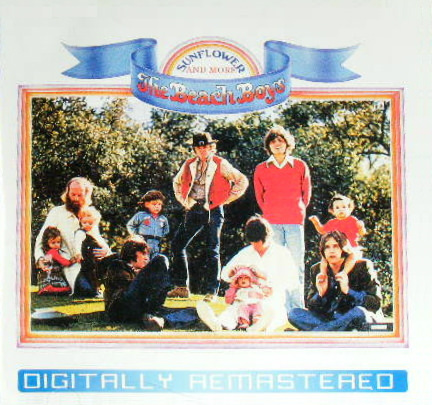 SUNFLOWER
AND MORE
The Beach Boys
DIGITALLY REMASTERED